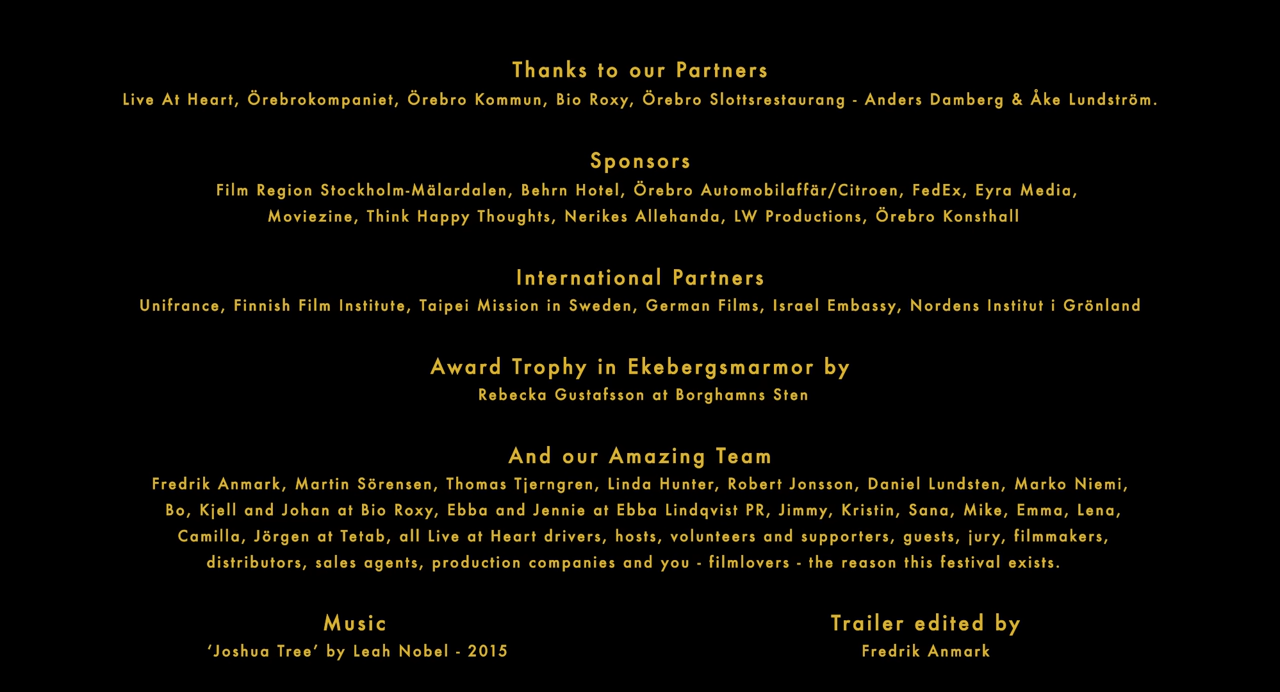 Thanks to our Partners
Live At Heart, Örebrokompaniet, Örebro Kommun, Bio Roxy, Örebro Slottsrestaurang - Anders Damberg & Åke Lundström.
Sponsors
Film Region Stockholm-Mälardalen, Behrn Hotel, Örebro Automobilaffär/Citroen, FedEx, Eyra Media,
Moviezine, Think Happy Thoughts, Nerikes Allehanda, LW Productions, Örebro Konsthall
International Partners
Unifrance, Finnish Film Institute, Taipei Mission in Sweden, German Films, Israel Embassy, Nordens Institut i Grönland
Award Trophy in Ekebergsmarmor by
Rebecka Gustafsson at Borghamns Sten
And our Amazing Team
Fredrik Anmark, Martin Sörensen, Thomas Tjerngren, Linda Hunter, Robert Jonsson, Daniel Lundsten, Marko Niemi,
Bo, Kjell and Johan at Bio Roxy, Ebba and Jennie at Ebba Lindqvist PR, Jimmy, Kristin, Sana, Mike, Emma, Lena,
Camilla, Jörgen at Tetab, all Live at Heart drivers, hosts, volunteers and supporters, guests, jury, filmmakers,
distributors, sales agents, production companies and you - filmlovers - the reason this festival exists.
Music
‘Joshua Tree’ by Leah Nobel - 2015
Trailer edited by
Fredrik Anmark